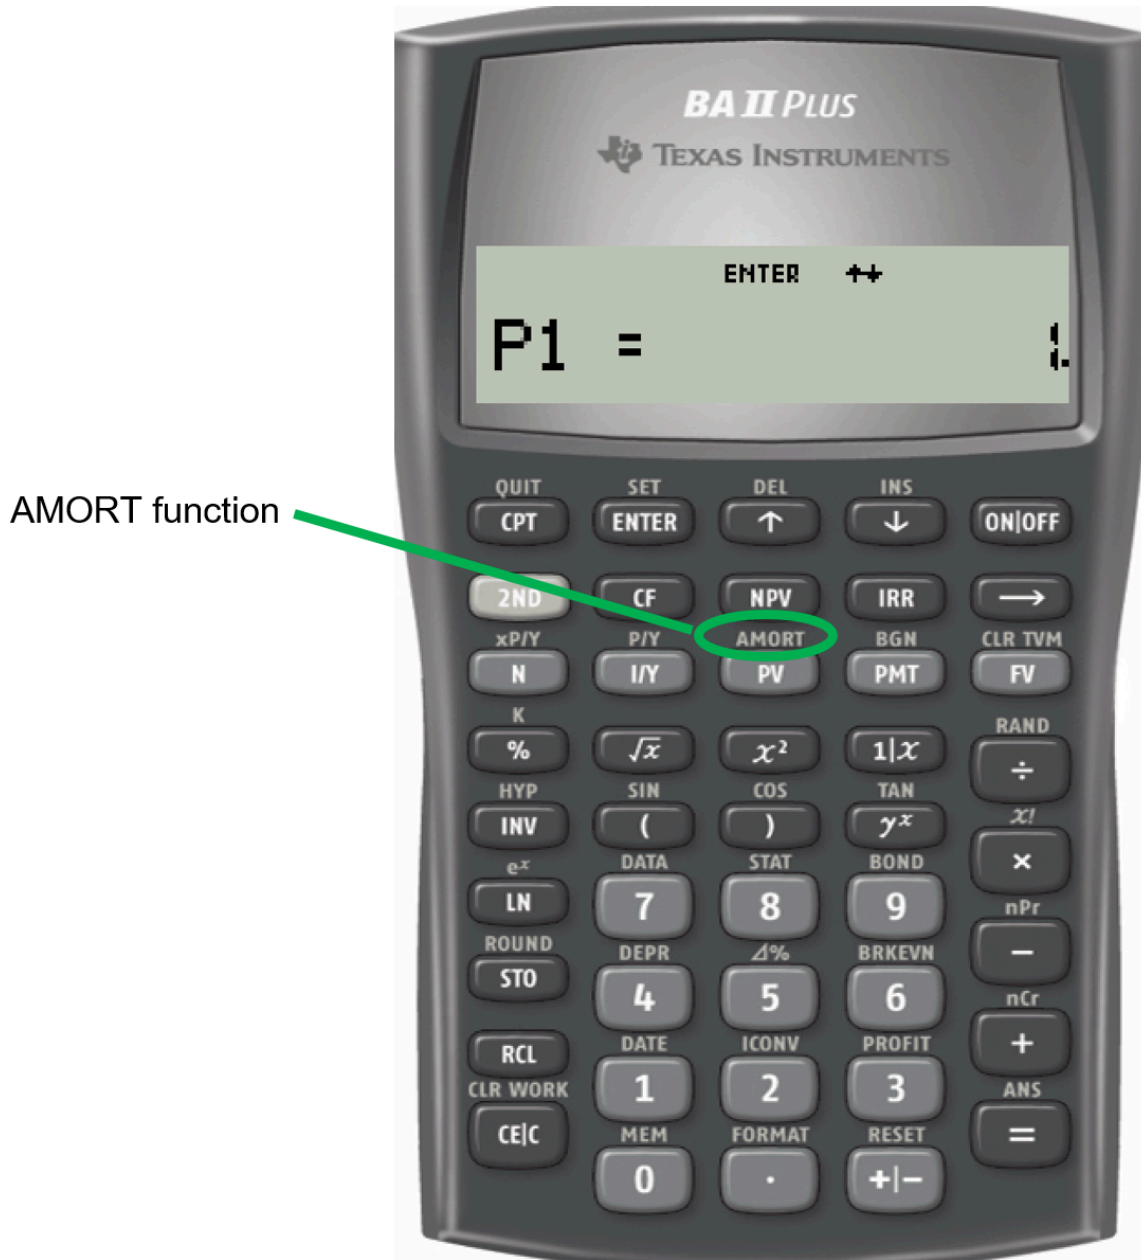 BA II PLUS
TEXAS INSTRUMENTS
ENTER ↑↓
P1 = 1.
AMORT function
QUIT SET DEL INS
CPT ENTER ↑ ↓ ON|OFF
2ND CF NPV IRR →
xP/Y P/Y AMORT BGN CLR TVM
N I/Y PV PMT FV
K RAND
% √x x² 1|x ÷
HYP SIN COS TAN x!
INV ( ) yˣ ×
eˣ DATA STAT BOND
LN 7 8 9 nPr
ROUND DEPR ⊿% BRKEVN −
STO 4 5 6 nCr
DATE ICONV PROFIT +
RCL 1 2 3
CLR WORK ANS
CE|C MEM FORMAT RESET =
0 . +|−